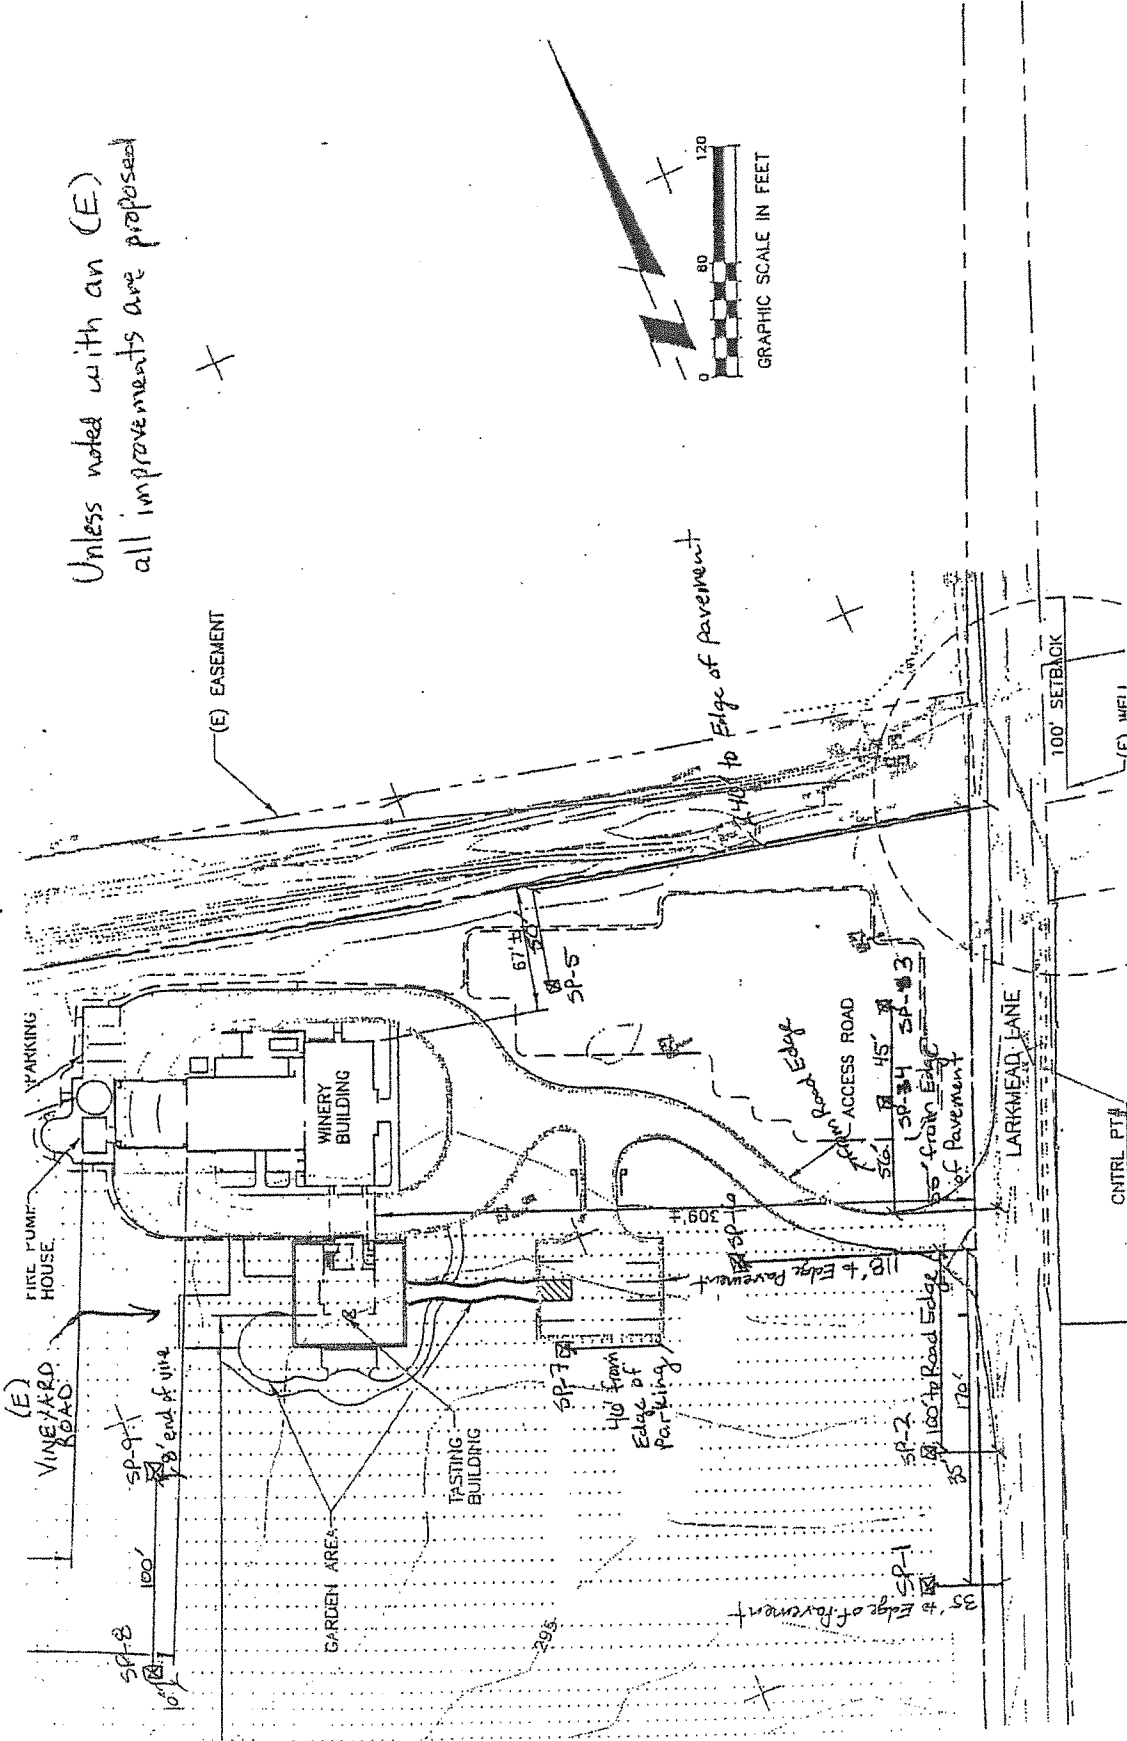 Unless noted with an (E)
all improvements are proposed
(E) EASEMENT
0
60
120
GRAPHIC SCALE IN FEET
40' to Edge of pavement
PARKING
FIRE PUMP
HOUSE
(E)
VINEYARD
ROAD
WINERY
BUILDING
67'±
50'
SP-5
SP-8
10'
100'
SP-9
8' end of vine
GARDEN AREA
TASTING
BUILDING
SP-7
40' from
Edge of
Parking
309'±
SP-6
118' to Edge Pavement
ACCESS ROAD
from Road Edge
56'
45'
SP-34
SP-3
from Edge
of Pavement
SP-2
100' to Road Edge
35'
170'
SP-1
35' to Edge of Pavement
295
LARKMEAD LANE
100' SETBACK
(E) WELL
CNTRL PT#